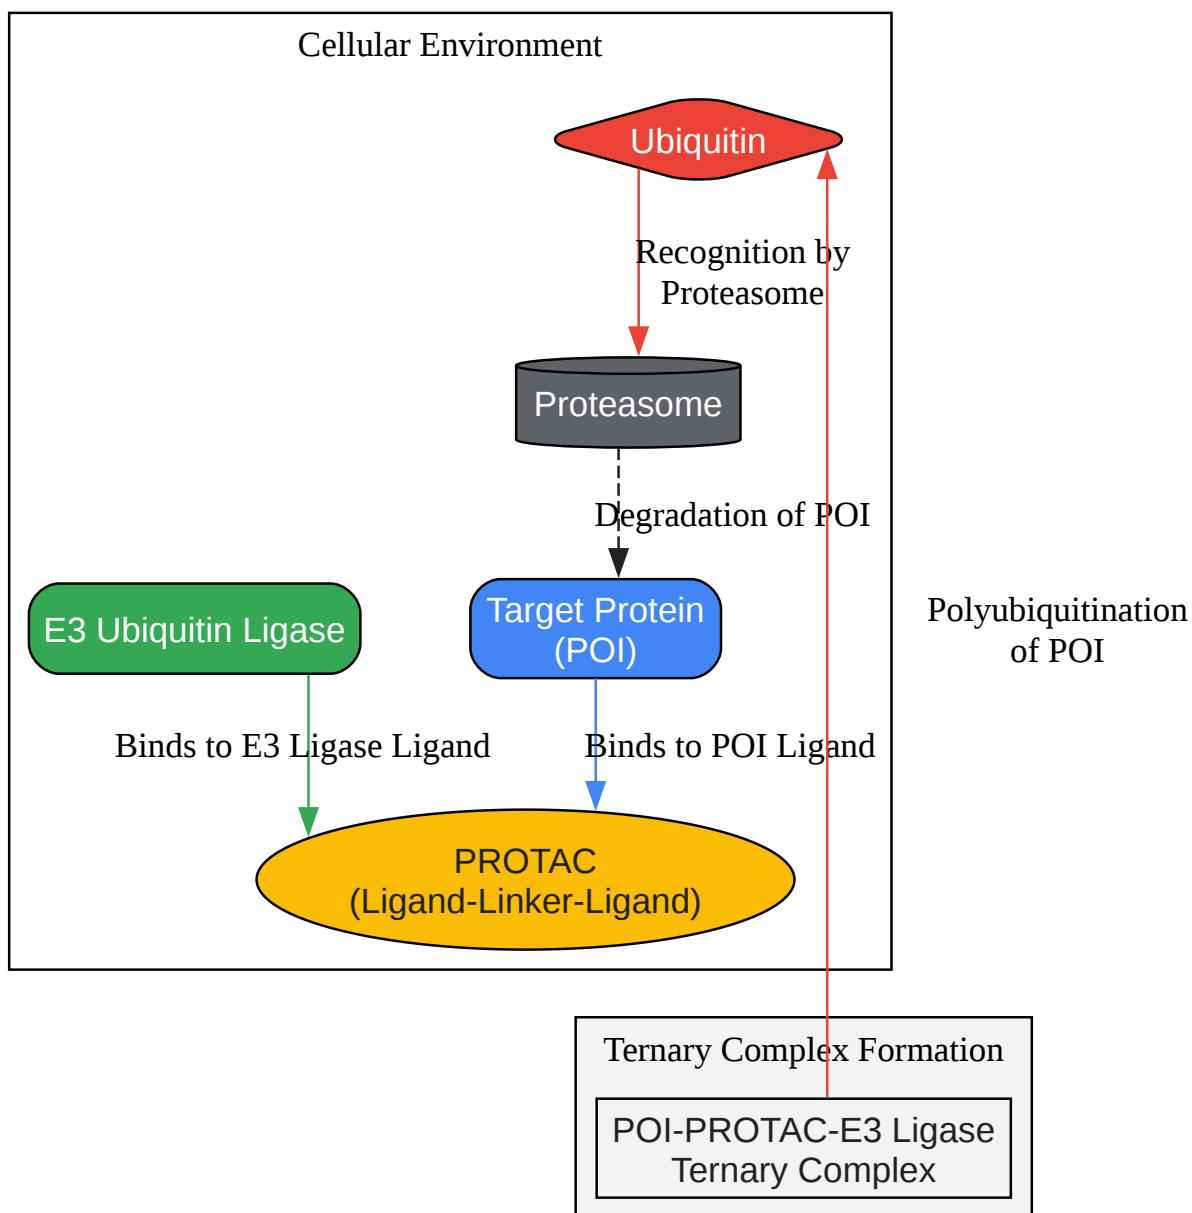 Cellular Environment
Ubiquitin
Recognition by
Proteasome
Proteasome
Degradation of POI
E3 Ubiquitin Ligase
Target Protein
(POI)
Polyubiquitination
of POI
Binds to E3 Ligase Ligand
Binds to POI Ligand
PROTAC
(Ligand-Linker-Ligand)
Ternary Complex Formation
POI-PROTAC-E3 Ligase
Ternary Complex